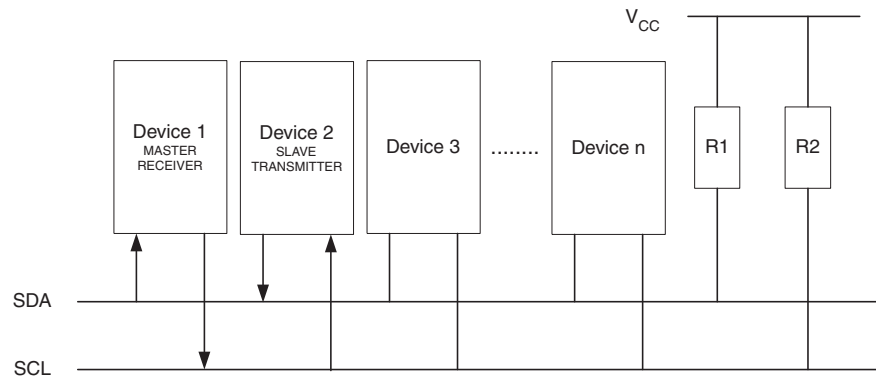 VCC
Device 1
MASTER
RECEIVER
Device 2
SLAVE
TRANSMITTER
Device 3
........
Device n
R1
R2
SDA
SCL